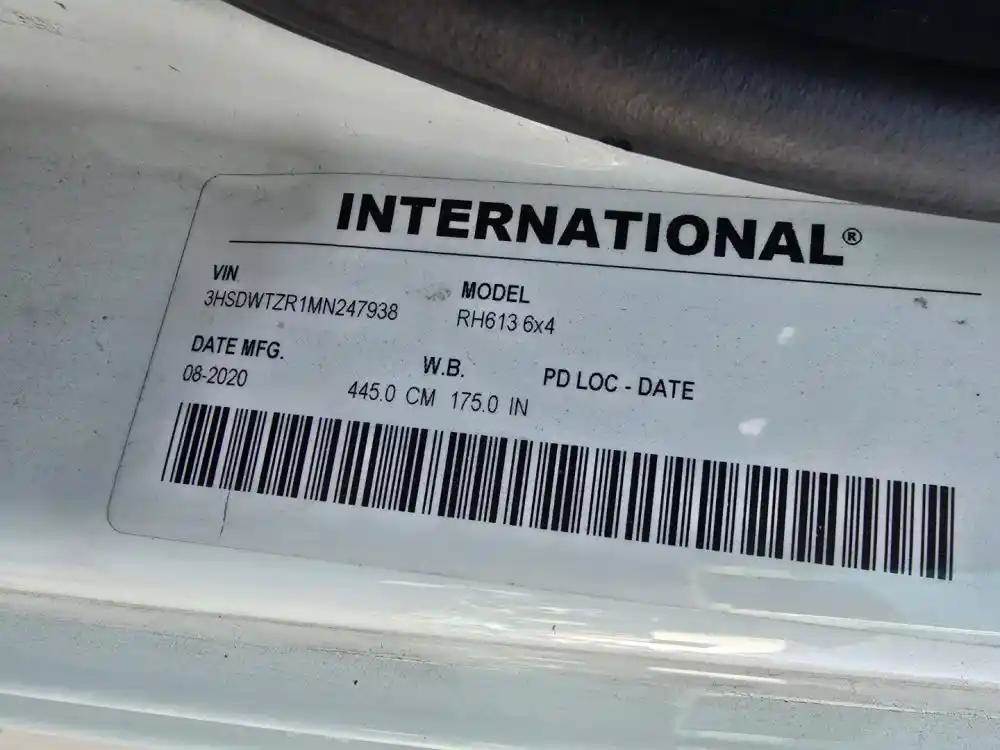 INTERNATIONAL®
VIN MODEL
3HSDWTZR1MN247938 RH613 6x4
DATE MFG. W.B. PD LOC - DATE
08-2020 445.0 CM 175.0 IN